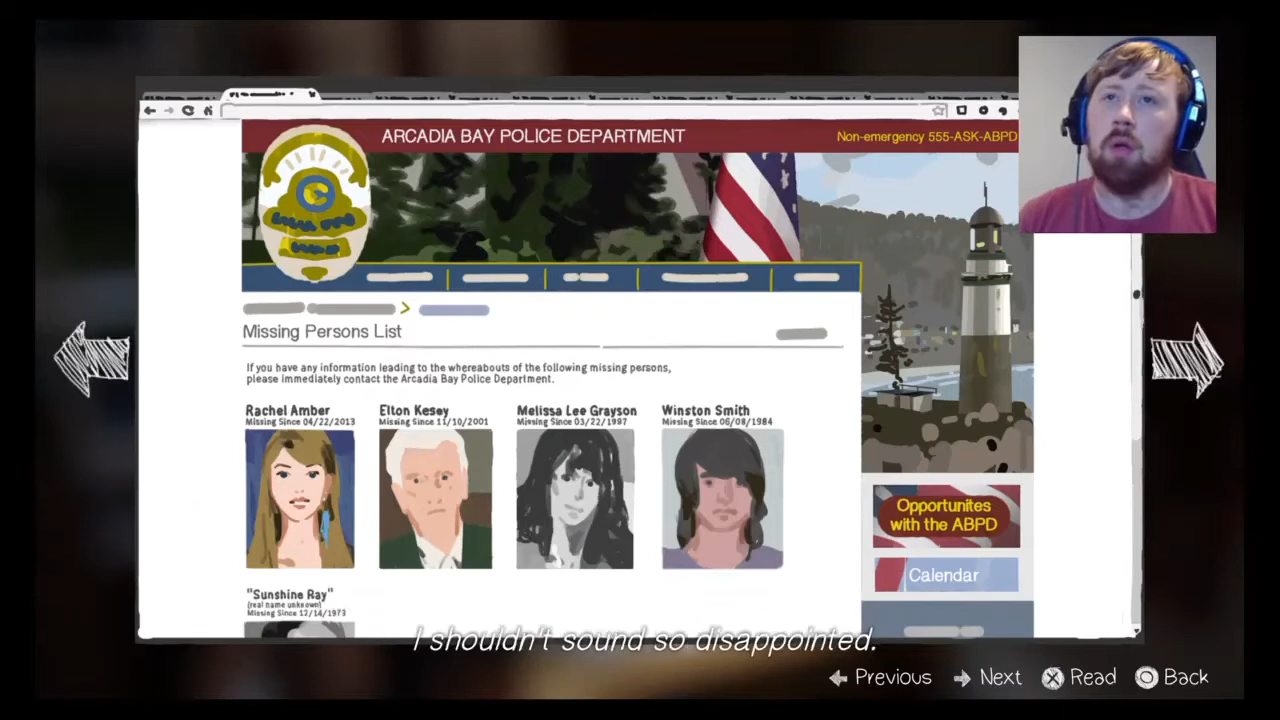 ARCADIA BAY POLICE DEPARTMENT
Non-emergency 555-ASK-ABPD
Missing Persons List
If you have any information leading to the whereabouts of the following missing persons,
please immediately contact the Arcadia Bay Police Department.
Rachel Amber
Missing Since 04/22/2013
Elton Kesey
Missing Since 11/10/2001
Melissa Lee Grayson
Missing Since 03/22/1997
Winston Smith
Missing Since 06/08/1984
"Sunshine Ray"
(real name unknown)
Missing Since 12/14/1973
Opportunites
with the ABPD
Calendar
I shouldn't sound so disappointed.
Previous
Next
Read
Back